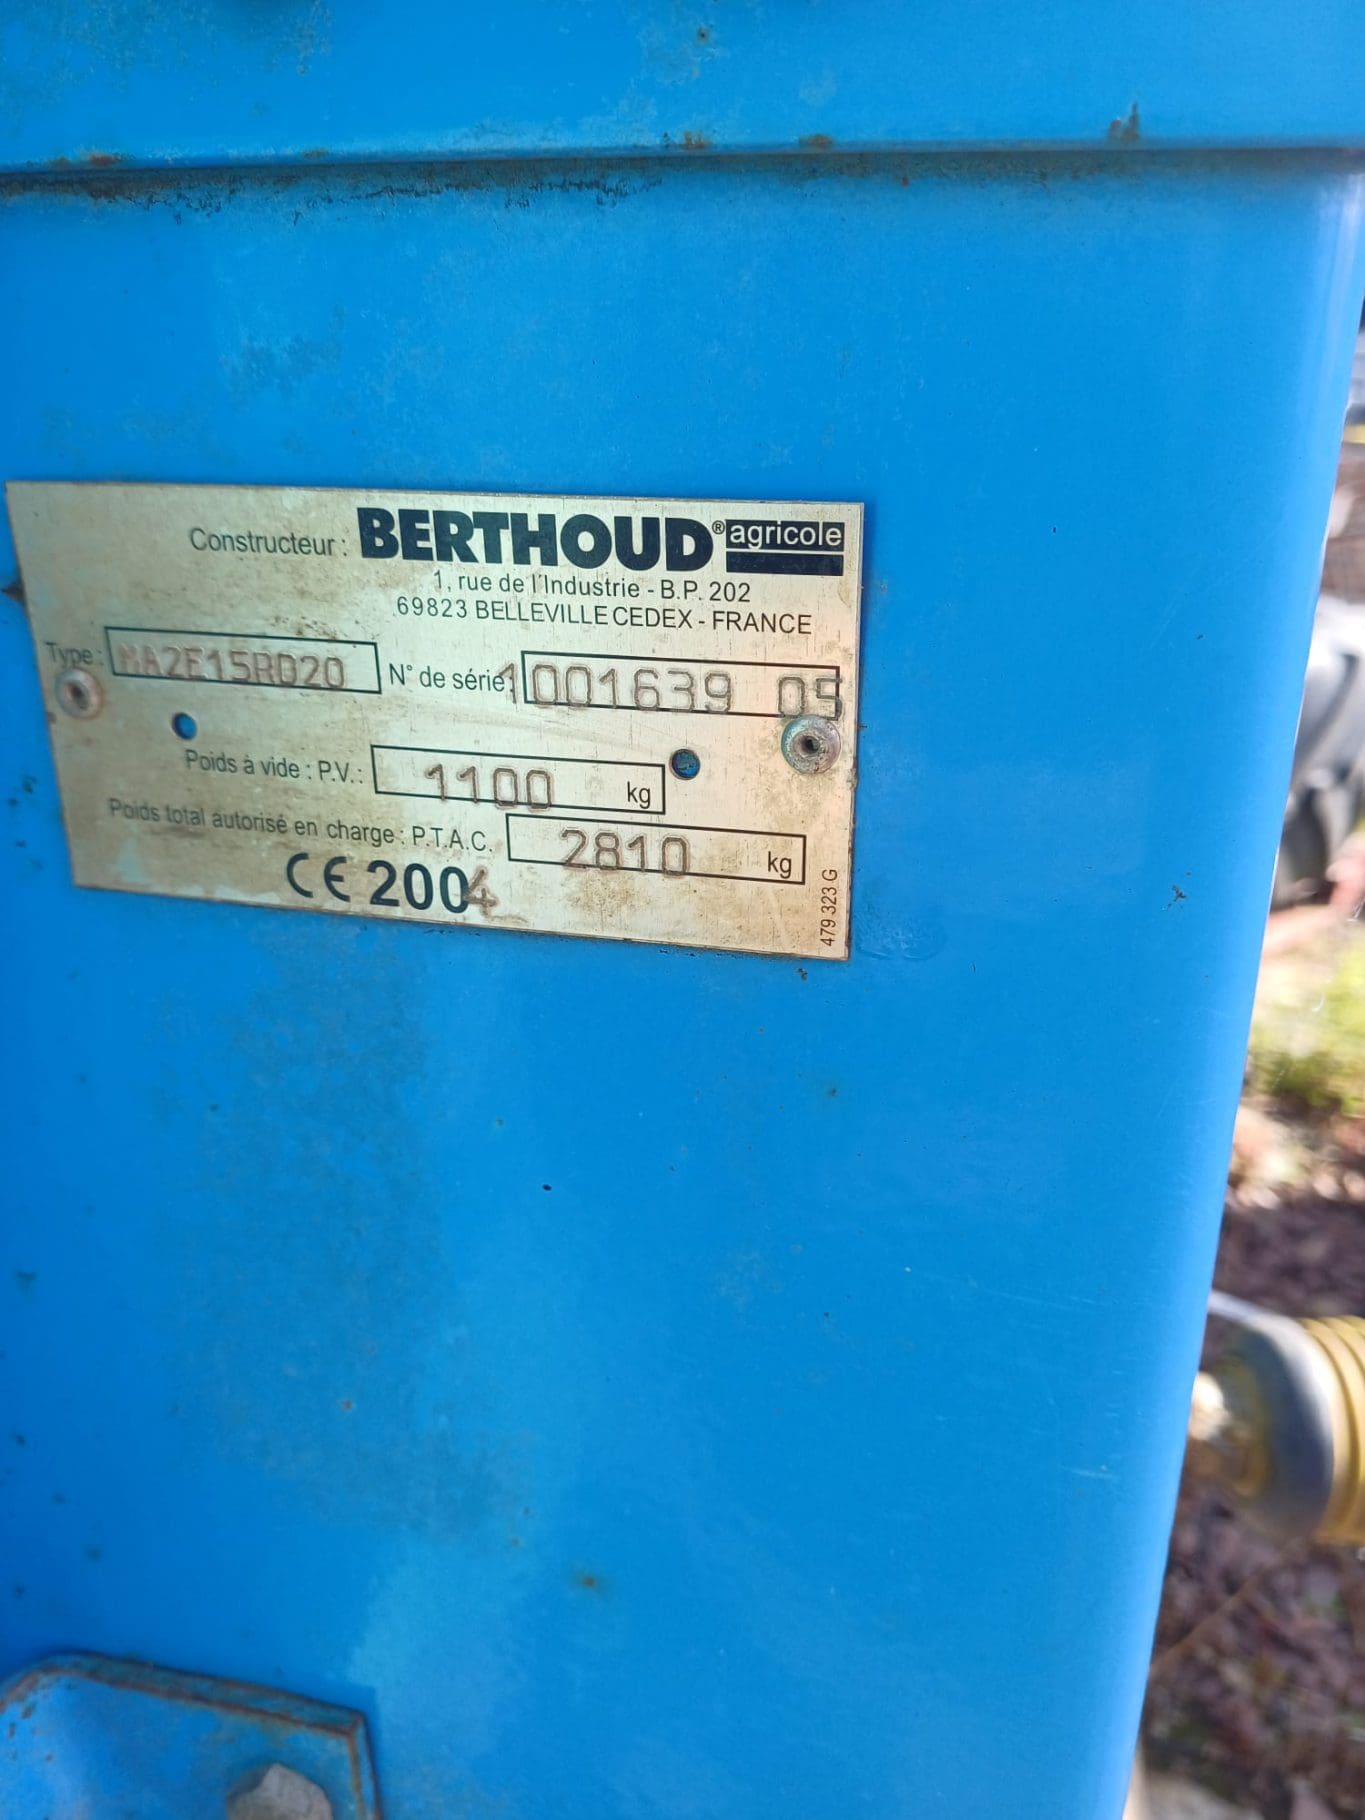 Constructeur : BERTHOUD® agricole
1, rue de l'Industrie - B.P. 202
69823 BELLEVILLE CEDEX - FRANCE
Type : MA2E15RD20 N° de série : 1001639 05
Poids à vide : P.V. : 1100 kg
Poids total autorisé en charge : P.T.A.C. 2810 kg
CE 2004
479 323 G